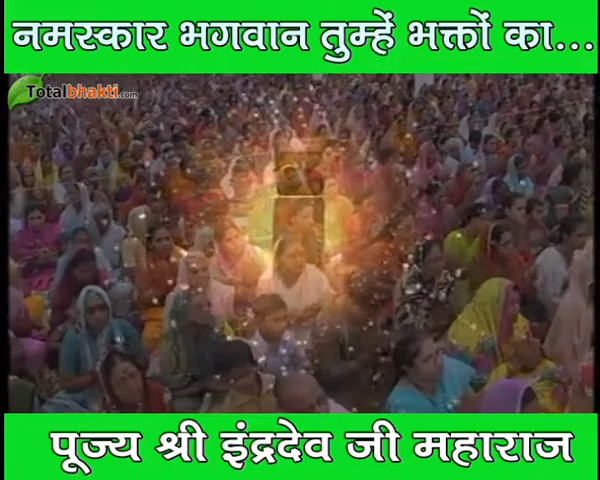 नमस्कार भगवान तुम्हें भक्तों का...
Totalbhakti.com
पूज्य श्री इंद्रदेव जी महाराज